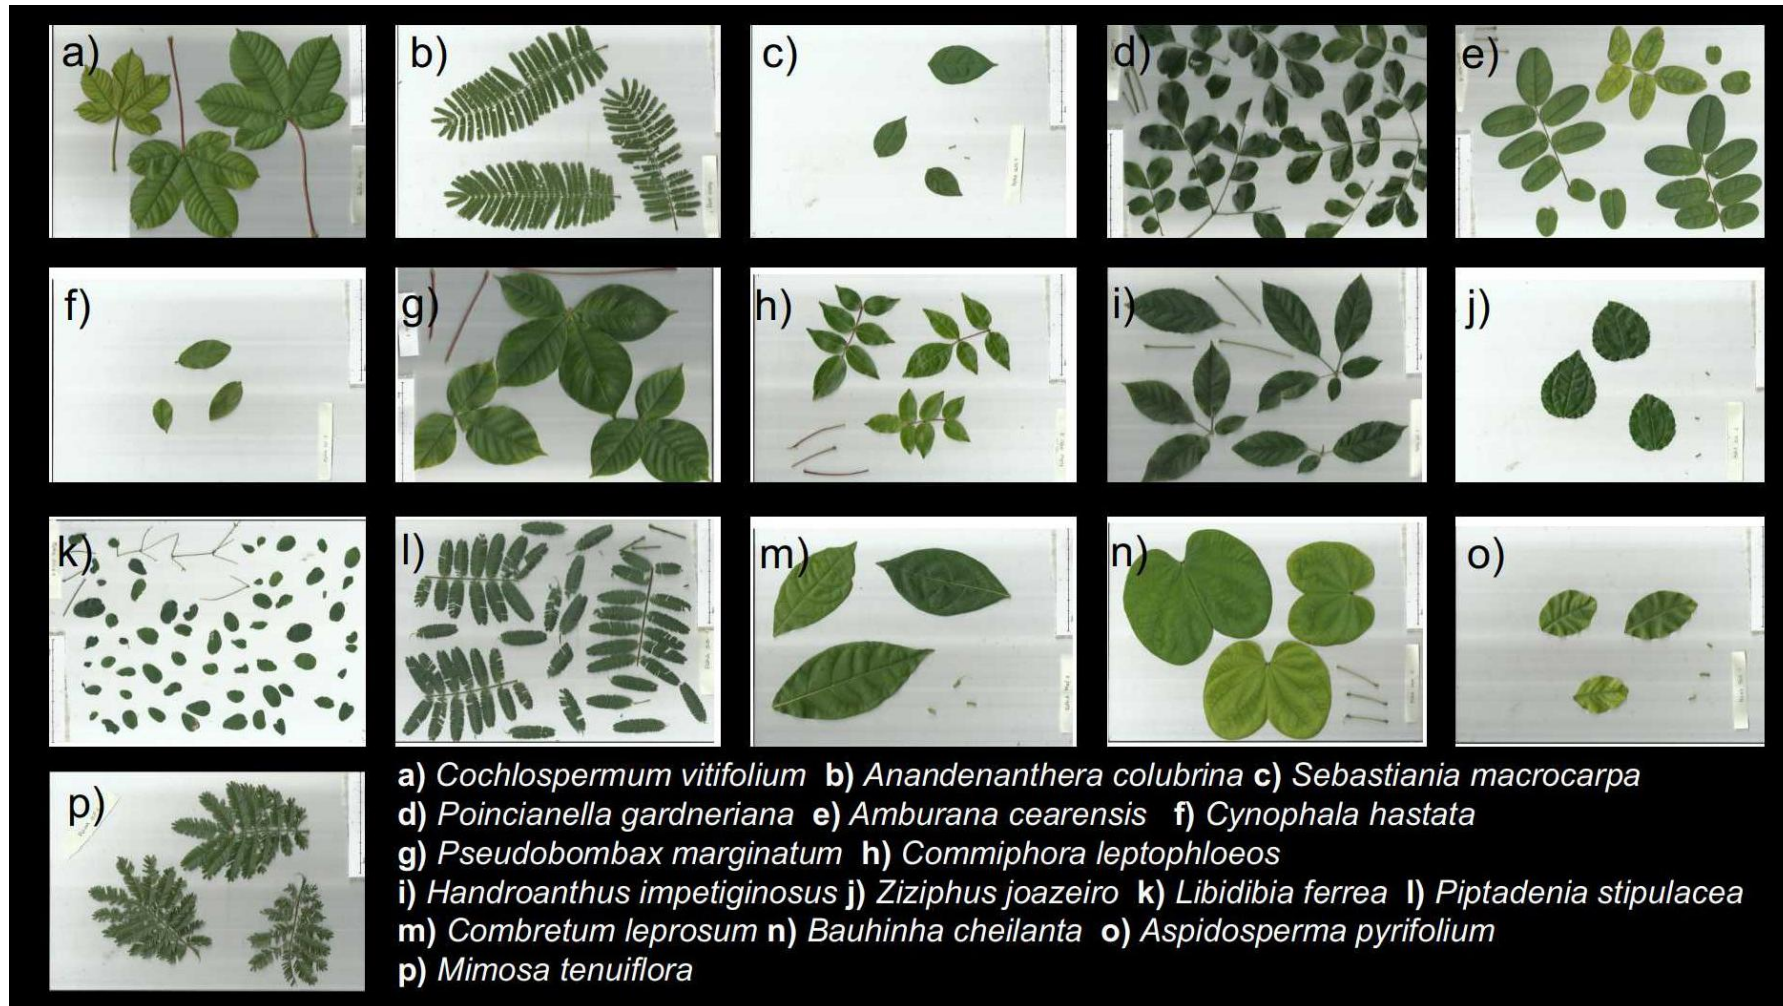 a)
b)
c)
d)
e)
f)
g)
h)
i)
j)
k)
l)
m)
n)
o)
p)
a) Cochlospermum vitifolium b) Anandenanthera colubrina c) Sebastiania macrocarpa
d) Poincianella gardneriana e) Amburana cearensis f) Cynophala hastata
g) Pseudobombax marginatum h) Commiphora leptophloeos
i) Handroanthus impetiginosus j) Ziziphus joazeiro k) Libidibia ferrea l) Piptadenia stipulacea
m) Combretum leprosum n) Bauhinha cheilanta o) Aspidosperma pyrifolium
p) Mimosa tenuiflora